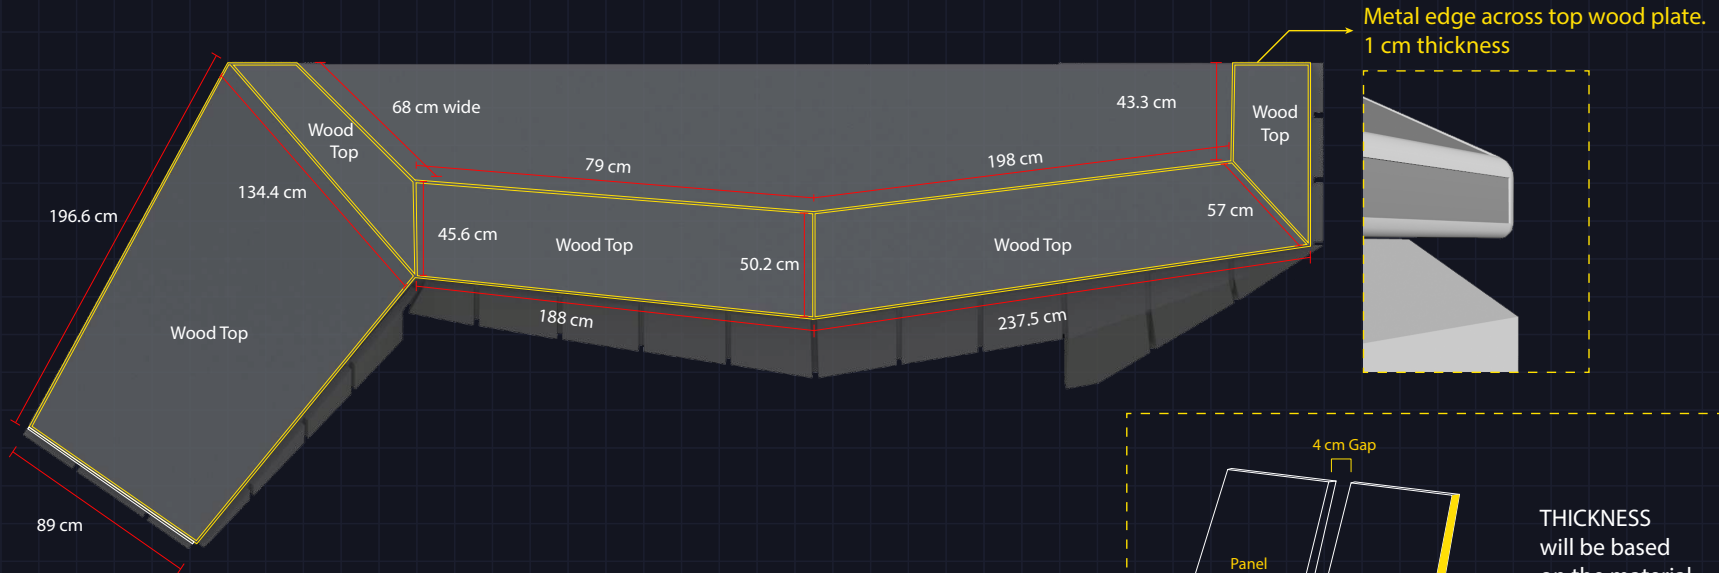 Metal edge across top wood plate.
1 cm thickness
68 cm wide
43.3 cm
Wood
Top
Wood
Top
79 cm
198 cm
134.4 cm
196.6 cm
57 cm
45.6 cm
Wood Top
50.2 cm
Wood Top
188 cm
237.5 cm
Wood Top
89 cm
4 cm Gap
Panel
THICKNESS
will be based
on the material